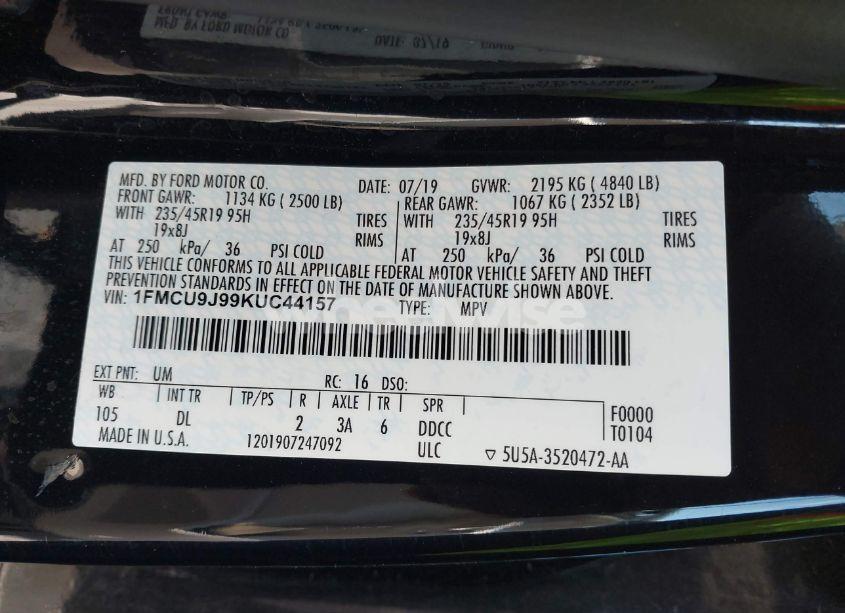 MFD. BY FORD MOTOR CO. DATE: 07/19 GVWR: 2195 KG ( 4840 LB)
FRONT GAWR: 1134 KG ( 2500 LB) REAR GAWR: 1067 KG ( 2352 LB)
WITH 235/45R19 95H TIRES WITH 235/45R19 95H TIRES
19x8J RIMS 19x8J RIMS
AT 250 kPa/ 36 PSI COLD AT 250 kPa/ 36 PSI COLD
THIS VEHICLE CONFORMS TO ALL APPLICABLE FEDERAL MOTOR VEHICLE SAFETY AND THEFT
PREVENTION STANDARDS IN EFFECT ON THE DATE OF MANUFACTURE SHOWN ABOVE.
VIN: 1FMCU9J99KUC44157 TYPE: MPV
EXT PNT: UM RC: 16 DSO:
WB INT TR TP/PS R AXLE TR SPR F0000
105 DL 2 3A 6 DDCC T0104
MADE IN U.S.A. 1201907247092 ULC ▽ 5U5A-3520472-AA